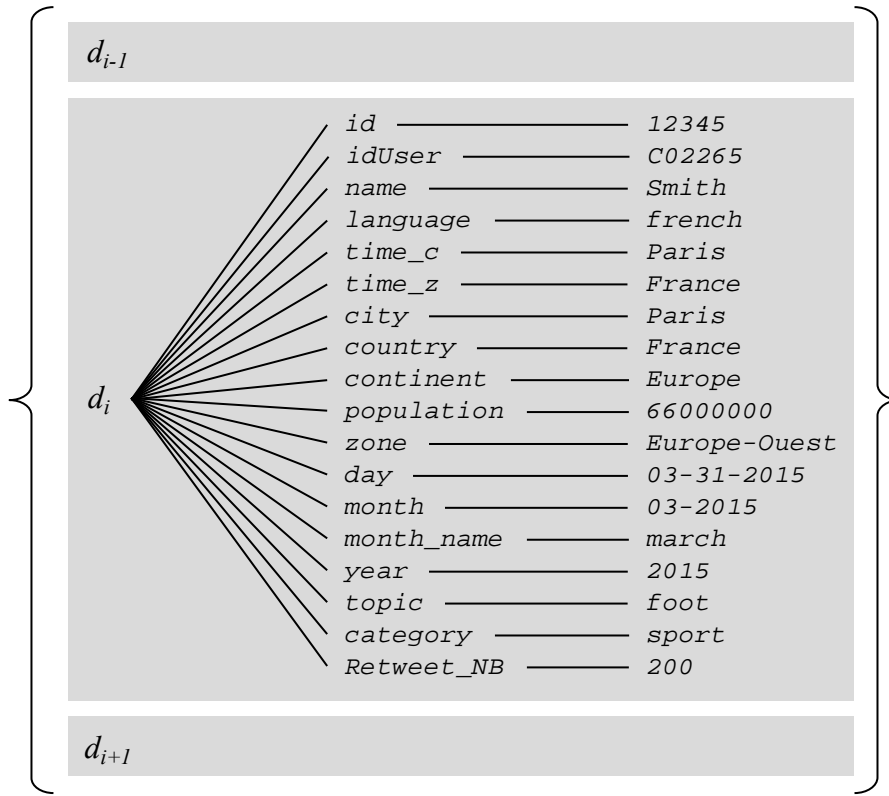 d_{i-1}
id 12345
idUser C02265
name Smith
language french
time_c Paris
time_z France
city Paris
country France
continent Europe
d_i
population 66000000
zone Europe-Ouest
day 03-31-2015
month 03-2015
month_name march
year 2015
topic foot
category sport
Retweet_NB 200
d_{i+1}